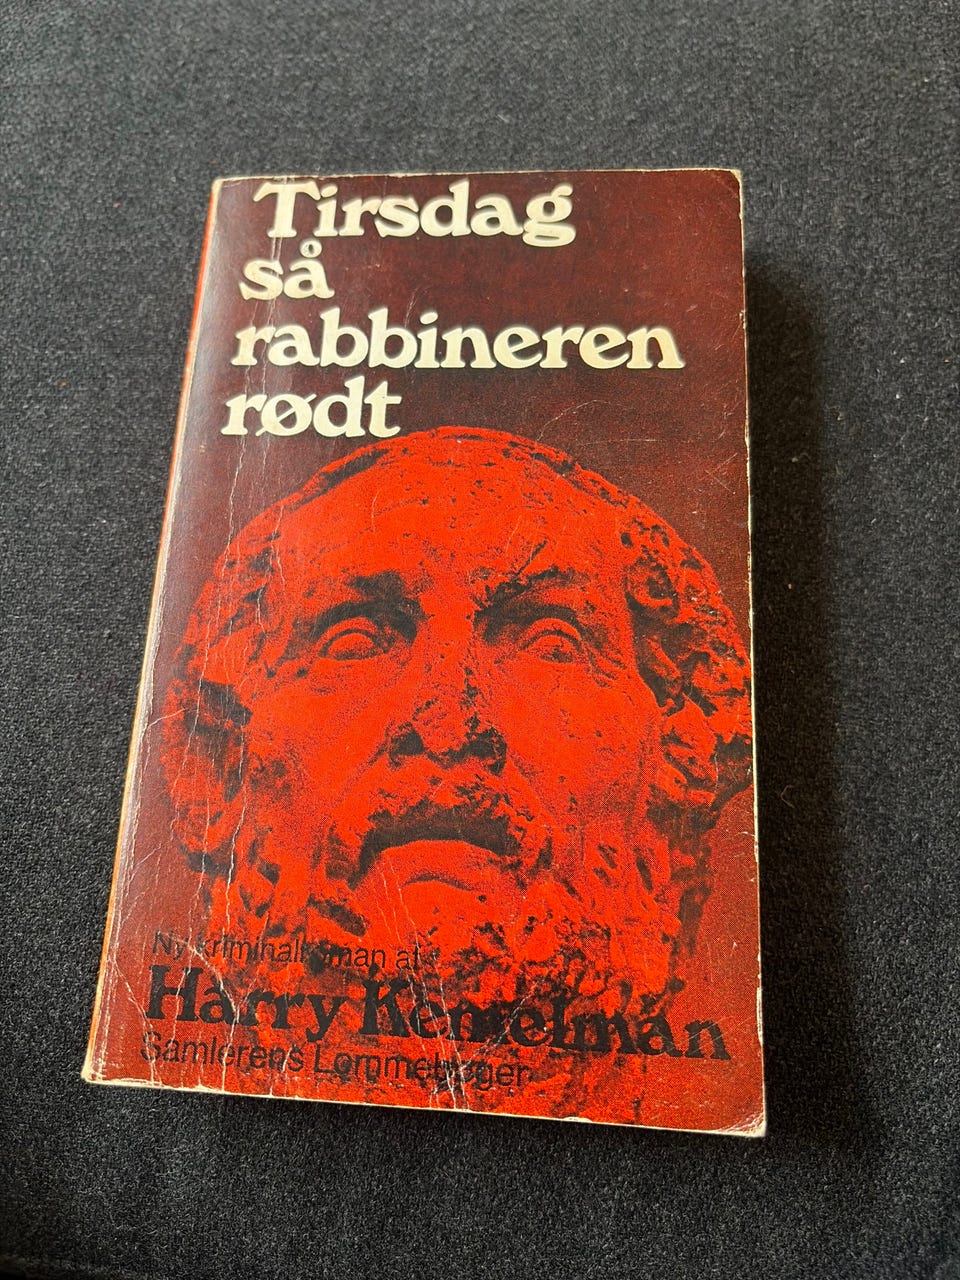 Tirsdag
så
rabbineren
rødt
Ny kriminalroman af
Harry Kemelman
Samlerens Lommebøger